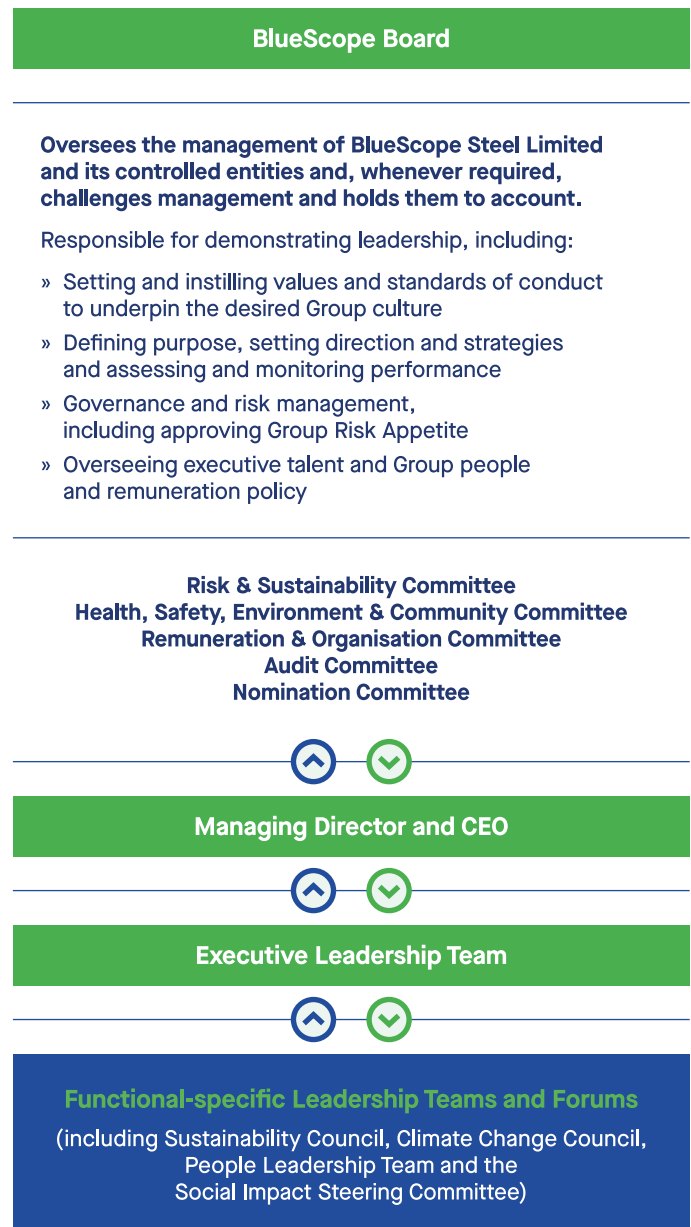 BlueScope Board
Oversees the management of BlueScope Steel Limited
and its controlled entities and, whenever required,
challenges management and holds them to account.
Responsible for demonstrating leadership, including:
» Setting and instilling values and standards of conduct
to underpin the desired Group culture
» Defining purpose, setting direction and strategies
and assessing and monitoring performance
» Governance and risk management,
including approving Group Risk Appetite
» Overseeing executive talent and Group people
and remuneration policy
Risk & Sustainability Committee
Health, Safety, Environment & Community Committee
Remuneration & Organisation Committee
Audit Committee
Nomination Committee
Managing Director and CEO
Executive Leadership Team
Functional-specific Leadership Teams and Forums
(including Sustainability Council, Climate Change Council,
People Leadership Team and the
Social Impact Steering Committee)